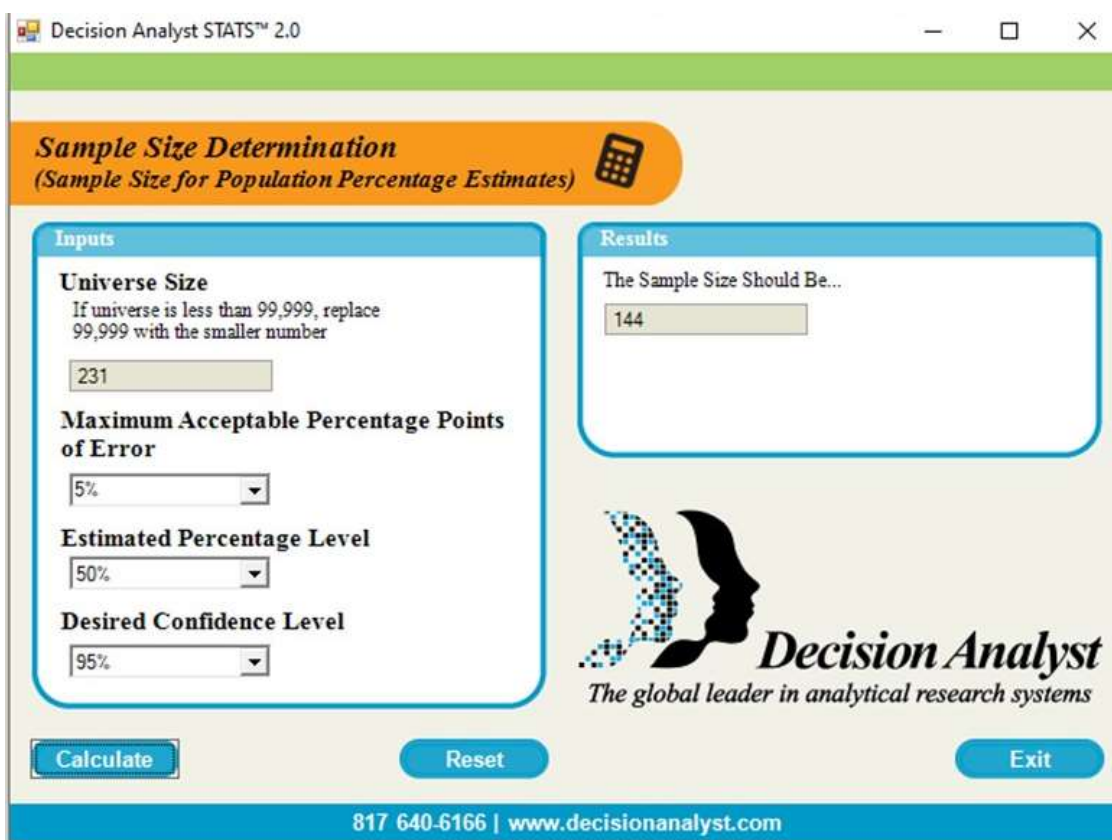 Decision Analyst STATS™ 2.0
Sample Size Determination
(Sample Size for Population Percentage Estimates)
Inputs
Universe Size
If universe is less than 99,999, replace
99,999 with the smaller number
231
Maximum Acceptable Percentage Points
of Error
5%
Estimated Percentage Level
50%
Desired Confidence Level
95%
Results
The Sample Size Should Be...
144
Decision Analyst
The global leader in analytical research systems
Calculate
Reset
Exit
817 640-6166 | www.decisionanalyst.com